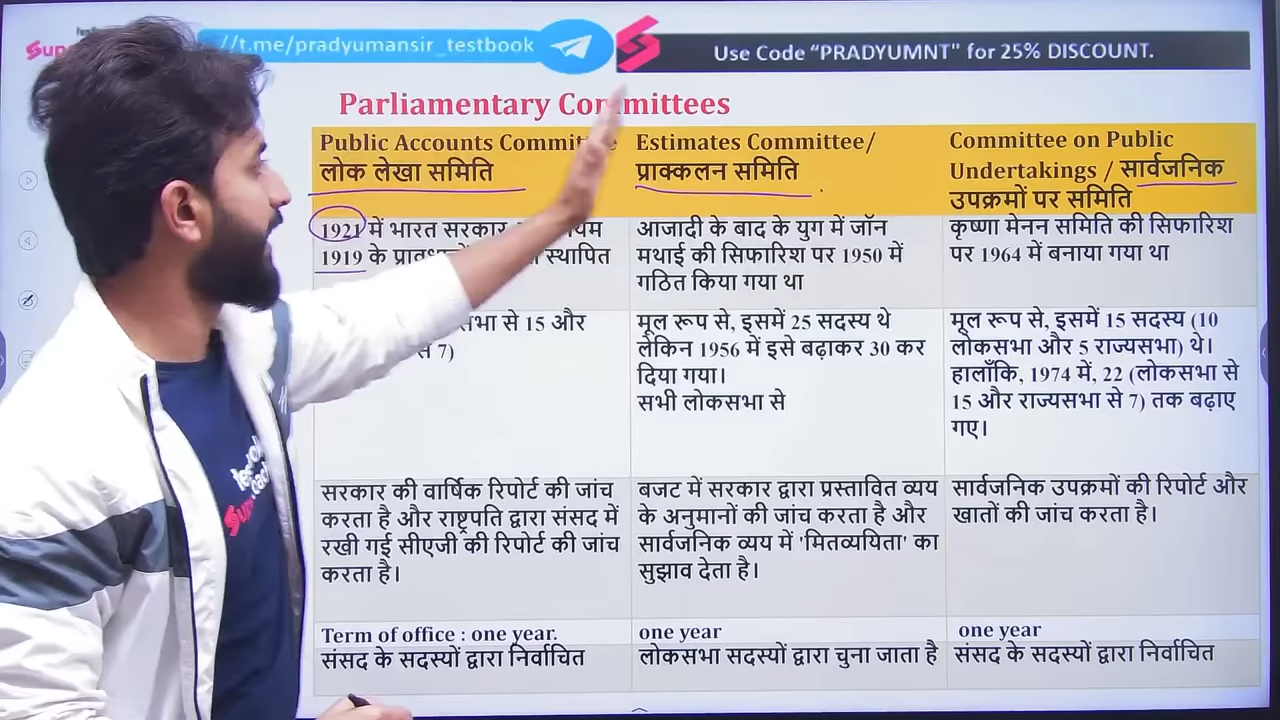 //t.me/pradyumansir_testbook
Use Code "PRADYUMNT" for 25% DISCOUNT.
Parliamentary Committees
Public Accounts
लोक लेखा समिति
Estimates Committee/
प्राक्कलन समिति
Committee on Public
Undertakings / सार्वजनिक
उपक्रमों पर समिति
1921 में भारत सरकार
1919 के स्थापित
आजादी के बाद के युग में जॉन
मथाई की सिफारिश पर 1950 में
गठित किया गया था
कृष्णा मेनन समिति की सिफारिश
पर 1964 में बनाया गया था
से 15 और
7)
मूल रूप से, इसमें 25 सदस्य थे
लेकिन 1956 में इसे बढ़ाकर 30 कर
दिया गया।
सभी लोकसभा से
मूल रूप से, इसमें 15 सदस्य (10
लोकसभा और 5 राज्यसभा) थे।
हालाँकि, 1974 में, 22 (लोकसभा से
15 और राज्यसभा से 7) तक बढ़ाए
गए।
सरकार की वार्षिक रिपोर्ट की जांच
करता है और राष्ट्रपति द्वारा संसद में
रखी गई सीएजी की रिपोर्ट की जांच
करता है।
बजट में सरकार द्वारा प्रस्तावित व्यय
के अनुमानों की जांच करता है और
सार्वजनिक व्यय में 'मितव्ययिता' का
सुझाव देता है।
सार्वजनिक उपक्रमों की रिपोर्ट और
खातों की जांच करता है।
Term of office : one year.
संसद के सदस्यों द्वारा निर्वाचित
one year
लोकसभा सदस्यों द्वारा चुना जाता है
one year
संसद के सदस्यों द्वारा निर्वाचित